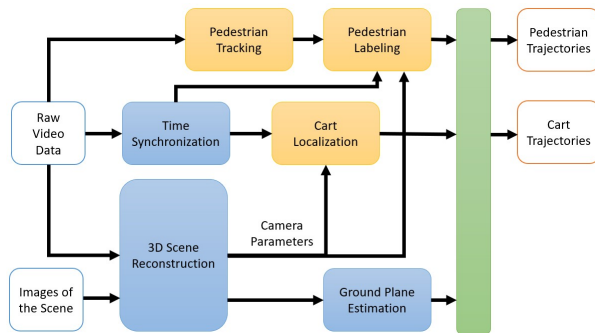 Pedestrian
Tracking
Pedestrian
Labeling
Pedestrian
Trajectories
Raw
Video
Data
Time
Synchronization
Cart
Localization
Cart
Trajectories
Camera
Parameters
3D Scene
Reconstruction
Images of
the Scene
Ground Plane
Estimation